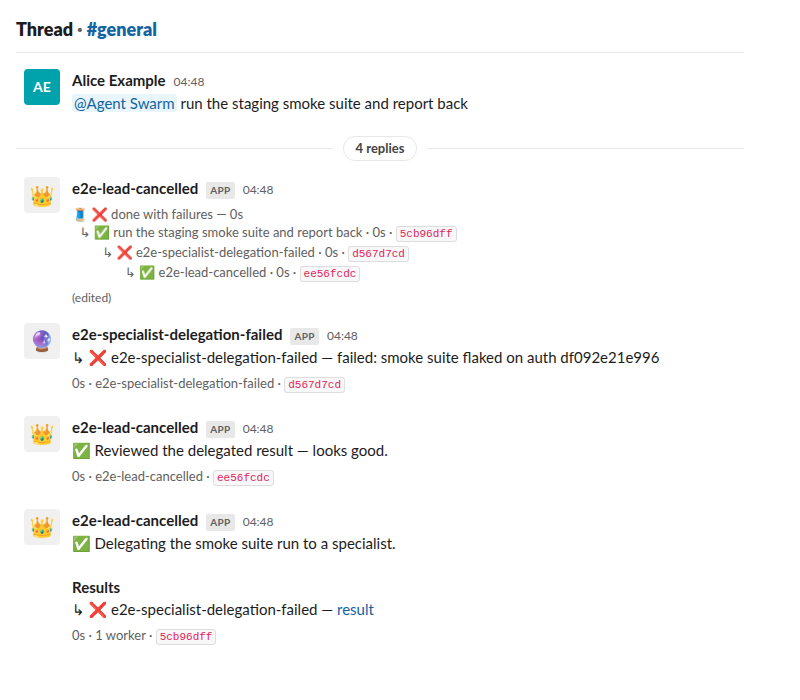 Thread · #general
AE
Alice Example 04:48
@Agent Swarm run the staging smoke suite and report back
4 replies
e2e-lead-cancelled APP 04:48
🧵 ❌ done with failures — 0s
↳ ✅ run the staging smoke suite and report back · 0s · 5cb96dff
↳ ❌ e2e-specialist-delegation-failed · 0s · d567d7cd
↳ ✅ e2e-lead-cancelled · 0s · ee56fcdc
(edited)
e2e-specialist-delegation-failed APP 04:48
↳ ❌ e2e-specialist-delegation-failed — failed: smoke suite flaked on auth df092e21e996
0s · e2e-specialist-delegation-failed · d567d7cd
e2e-lead-cancelled APP 04:48
✅ Reviewed the delegated result — looks good.
0s · e2e-lead-cancelled · ee56fcdc
e2e-lead-cancelled APP 04:48
✅ Delegating the smoke suite run to a specialist.
Results
↳ ❌ e2e-specialist-delegation-failed — result
0s · 1 worker · 5cb96dff